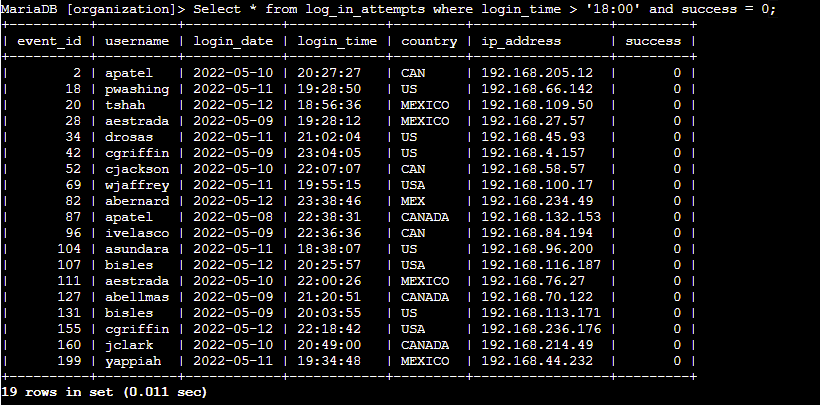 MariaDB [organization]> Select * from log_in_attempts where login_time > '18:00' and success = 0;
+----------+----------+------------+------------+---------+-----------------+---------+
| event_id | username | login_date | login_time | country | ip_address      | success |
+----------+----------+------------+------------+---------+-----------------+---------+
|        2 | apatel   | 2022-05-10 | 20:27:27   | CAN     | 192.168.205.12  |       0 |
|       18 | pwashing | 2022-05-11 | 19:28:50   | US      | 192.168.66.142  |       0 |
|       20 | tshah    | 2022-05-12 | 18:56:36   | MEXICO  | 192.168.109.50  |       0 |
|       28 | aestrada | 2022-05-09 | 19:28:12   | MEXICO  | 192.168.27.57   |       0 |
|       34 | drosas   | 2022-05-11 | 21:02:04   | US      | 192.168.45.93   |       0 |
|       42 | cgriffin | 2022-05-09 | 23:04:05   | US      | 192.168.4.157   |       0 |
|       52 | cjackson | 2022-05-10 | 22:07:07   | CAN     | 192.168.58.57   |       0 |
|       69 | wjaffrey | 2022-05-11 | 19:55:15   | USA     | 192.168.100.17  |       0 |
|       82 | abernard | 2022-05-12 | 23:38:46   | MEX     | 192.168.234.49  |       0 |
|       87 | apatel   | 2022-05-08 | 22:38:31   | CANADA  | 192.168.132.153 |       0 |
|       96 | ivelasco | 2022-05-09 | 22:36:36   | CAN     | 192.168.84.194  |       0 |
|      104 | asundara | 2022-05-11 | 18:38:07   | US      | 192.168.96.200  |       0 |
|      107 | bisles   | 2022-05-12 | 20:25:57   | USA     | 192.168.116.187 |       0 |
|      111 | aestrada | 2022-05-10 | 22:00:26   | MEXICO  | 192.168.76.27   |       0 |
|      127 | abellmas | 2022-05-09 | 21:20:51   | CANADA  | 192.168.70.122  |       0 |
|      131 | bisles   | 2022-05-09 | 20:03:55   | US      | 192.168.113.171 |       0 |
|      155 | cgriffin | 2022-05-12 | 22:18:42   | USA     | 192.168.236.176 |       0 |
|      160 | jclark   | 2022-05-10 | 20:49:00   | CANADA  | 192.168.214.49  |       0 |
|      199 | yappiah  | 2022-05-11 | 19:34:48   | MEXICO  | 192.168.44.232  |       0 |
+----------+----------+------------+------------+---------+-----------------+---------+
19 rows in set (0.011 sec)